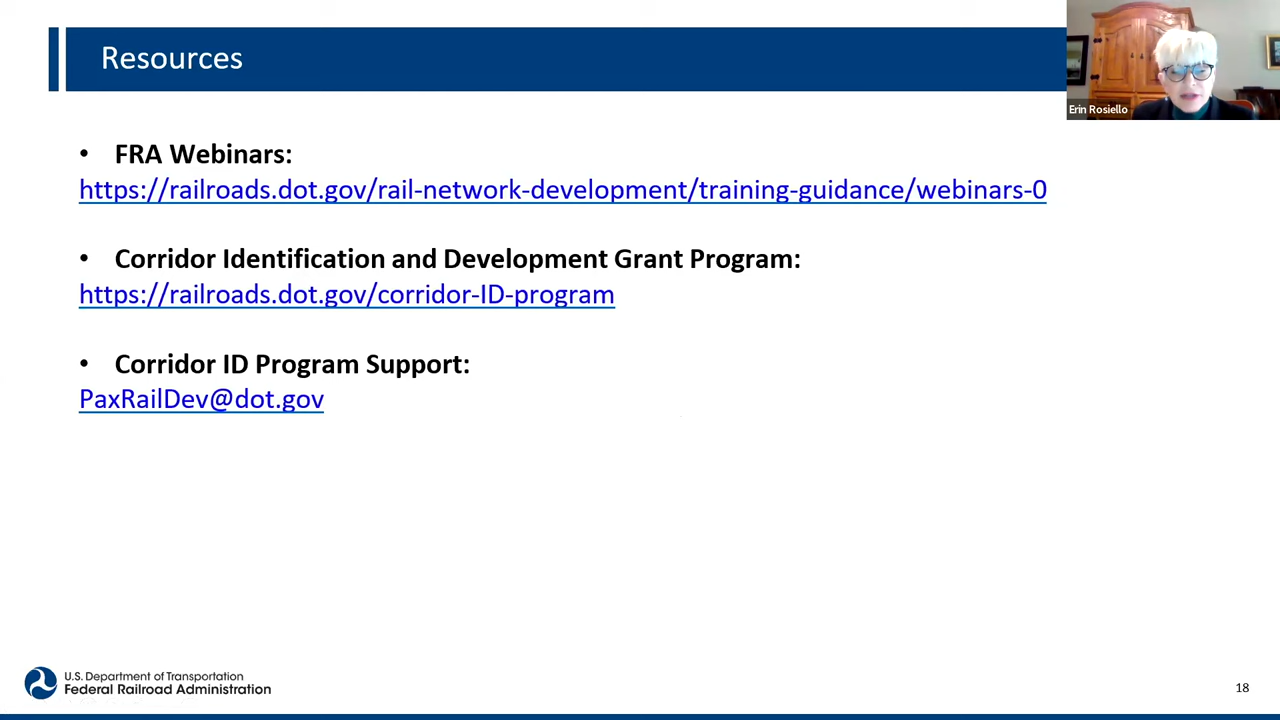 Resources
Erin Rosiello
• FRA Webinars:
https://railroads.dot.gov/rail-network-development/training-guidance/webinars-0
• Corridor Identification and Development Grant Program:
https://railroads.dot.gov/corridor-ID-program
• Corridor ID Program Support:
PaxRailDev@dot.gov
U.S. Department of Transportation
Federal Railroad Administration
18